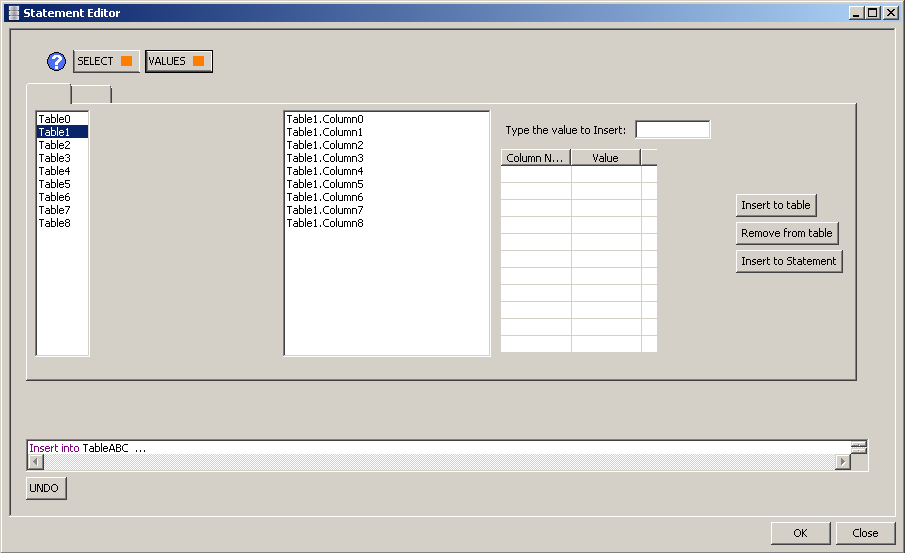 Statement Editor
?
SELECT
VALUES
Table0
Table1
Table2
Table3
Table4
Table5
Table6
Table7
Table8
Table1.Column0
Table1.Column1
Table1.Column2
Table1.Column3
Table1.Column4
Table1.Column5
Table1.Column6
Table1.Column7
Table1.Column8
Type the value to Insert:
Column N... Value
Insert to table
Remove from table
Insert to Statement
Insert into TableABC ...
UNDO
OK Close